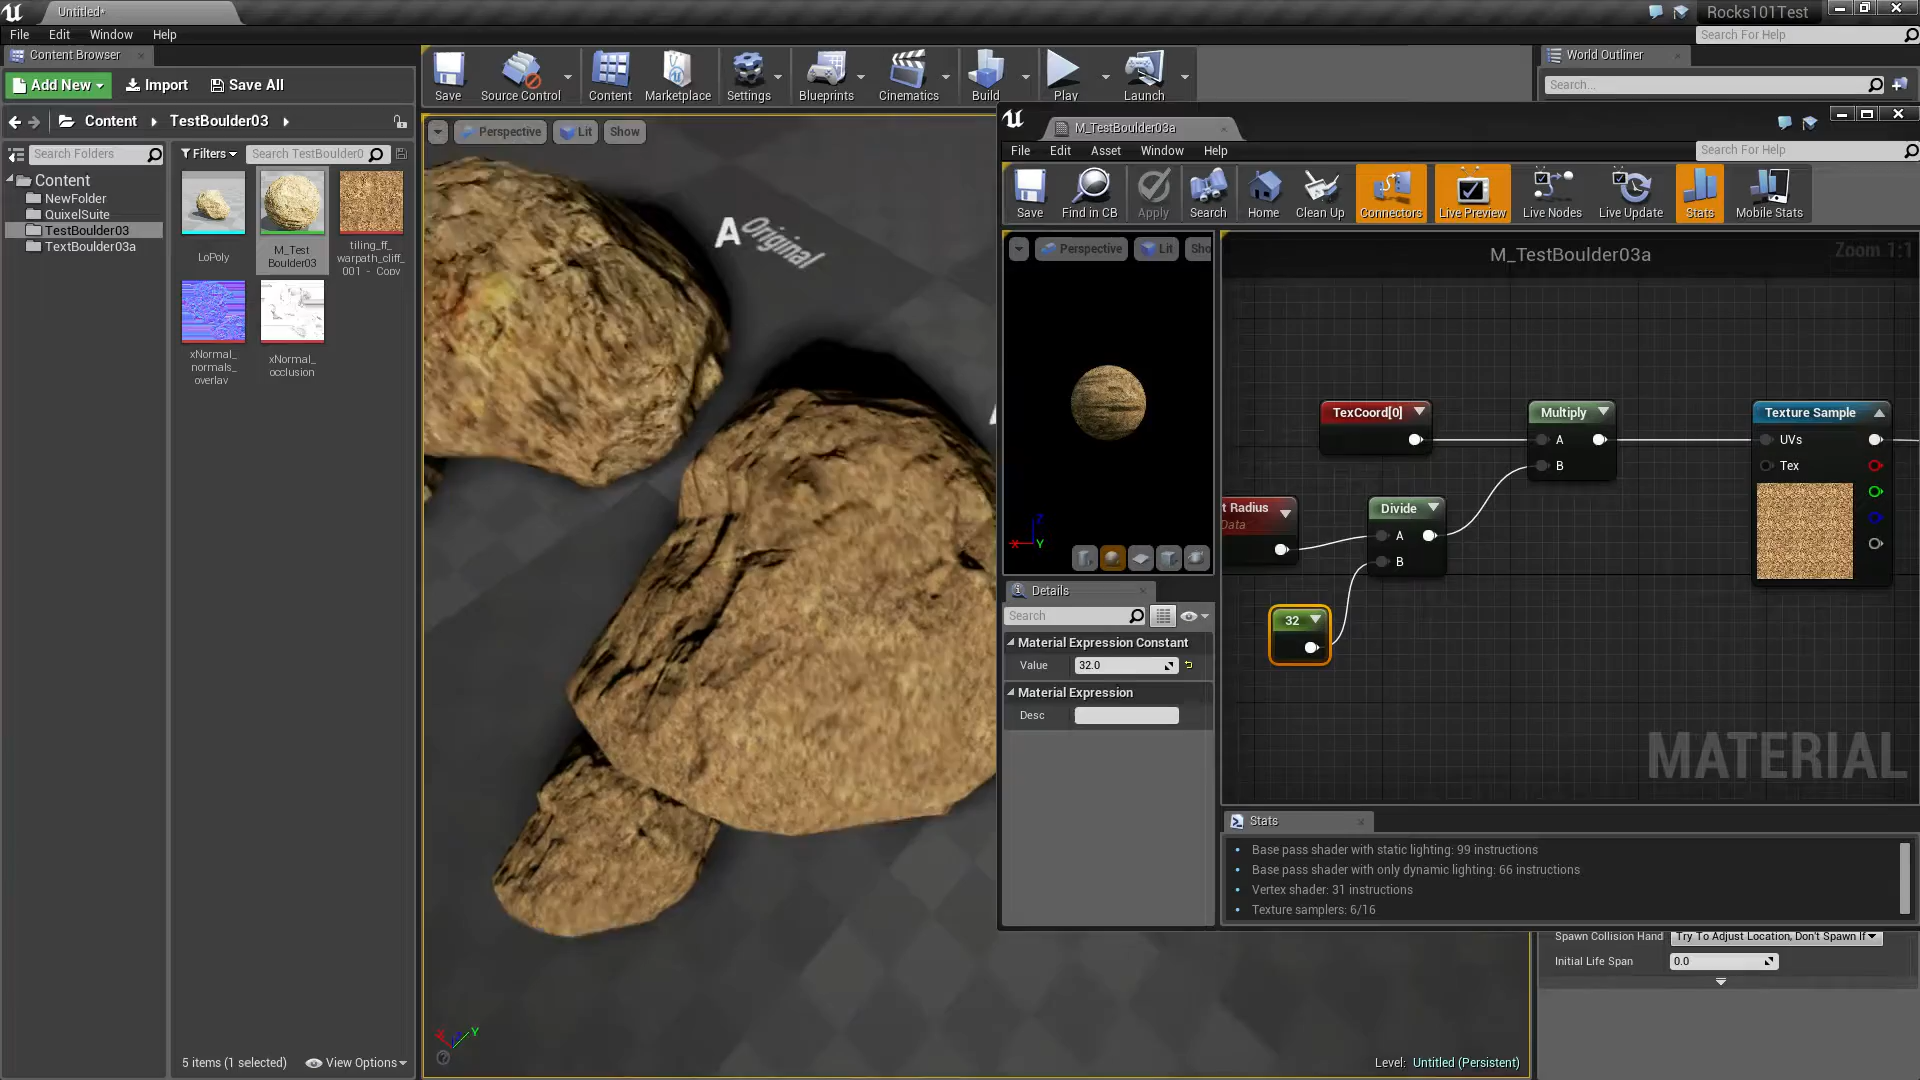 Untitled*
Rocks101Test
File Edit Window Help
Search For Help
Content Browser
World Outliner
Add New Import Save All
Save Source Control Content Marketplace Settings Blueprints Cinematics Build Play Launch
Search...
Content TestBoulder03
Search Folders
Filters Search TestBoulder0
Content
NewFolder
QuixelSuite
TestBoulder03
TextBoulder03a
LoPoly
M_Test
Boulder03
tiling_ff_
warpath_cliff_
001 - Copy
xNormal_
normals_
overlay
xNormal_
occlusion
5 items (1 selected) View Options
Perspective Lit Show
A Original
Level: Untitled (Persistent)
M_TestBoulder03a
File Edit Asset Window Help
Search For Help
Save Find in CB Apply Search Home Clean Up Connectors Live Preview Live Nodes Live Update Stats Mobile Stats
Perspective Lit Sho
X Y Z
M_TestBoulder03a
Zoom 1:1
TexCoord[0]
Multiply
A
B
Texture Sample
UVs
Tex
t Radius
Data
Divide
A
B
32
MATERIAL
Details
Search
Material Expression Constant
Value 32.0
Material Expression
Desc
Stats
Base pass shader with static lighting: 99 instructions
Base pass shader with only dynamic lighting: 66 instructions
Vertex shader: 31 instructions
Texture samplers: 6/16
Spawn Collision Hand Try To Adjust Location, Don't Spawn If
Initial Life Span 0.0
X Y